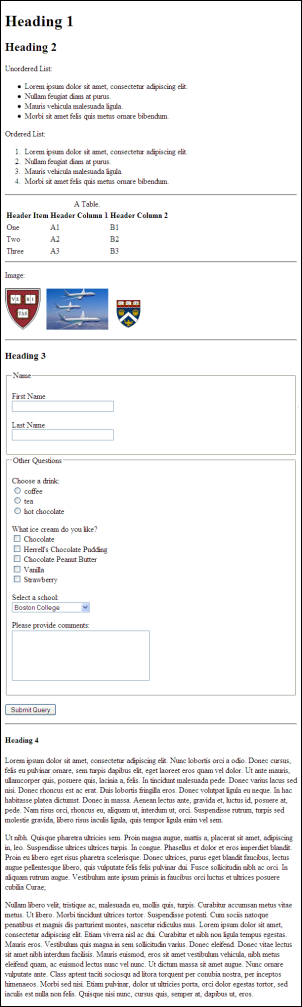 Heading 1
Heading 2
Unordered List:
Lorem ipsum dolor sit amet, consectetur adipiscing elit.
Nullam feugiat diam at purus.
Mauris vehicula malesuada ligula.
Morbi sit amet felis quis metus ornare bibendum.
Ordered List:
1. Lorem ipsum dolor sit amet, consectetur adipiscing elit.
2. Nullam feugiat diam at purus.
3. Mauris vehicula malesuada ligula.
4. Morbi sit amet felis quis metus ornare bibendum.
A Table.
Header Item Header Column 1 Header Column 2
One A1 B1
Two A2 B2
Three A3 B3
Image:
VE RI
TAS
Heading 3
Name
First Name
Last Name
Other Questions
Choose a drink:
coffee
tea
hot chocolate
What ice cream do you like?
Chocolate
Herrell's Chocolate Pudding
Chocolate Peanut Butter
Vanilla
Strawberry
Select a school:
Boston College
Please provide comments:
Submit Query
Heading 4
Lorem ipsum dolor sit amet, consectetur adipiscing elit. Nunc lobortis orci a odio. Donec cursus,
felis eu pulvinar ornare, sem turpis dapibus elit, eget laoreet eros quam vel dolor. Ut ante mauris,
ullamcorper quis, posuere quis, lacinia a, felis. In tincidunt malesuada pede. Donec varius lacus sed
nisi. Donec rhoncus est ac erat. Duis lobortis fringilla eros. Donec volutpat ligula eu neque. In hac
habitasse platea dictumst. Donec in massa. Aenean lectus ante, gravida et, luctus id, posuere at,
pede. Nam risus orci, rhoncus eu, aliquam ut, interdum ut, orci. Suspendisse rutrum, turpis sed
molestie gravida, libero risus iaculis ligula, quis tempor ligula enim vel sem.
Ut nibh. Quisque pharetra ultricies sem. Proin magna augue, mattis a, placerat sit amet, adipiscing
in, leo. Suspendisse ultrices ultrices turpis. In congue. Phasellus et dolor et eros imperdiet blandit.
Proin eu libero eget risus pharetra scelerisque. Donec ultrices, purus eget blandit faucibus, lectus
augue pellentesque libero, quis vulputate felis felis pulvinar dui. Fusce sollicitudin nibh ac orci. In
aliquam rutrum augue. Vestibulum ante ipsum primis in faucibus orci luctus et ultrices posuere
cubilia Curae;
Nullam libero velit, tristique ac, malesuada eu, mollis quis, turpis. Curabitur accumsan metus vitae
metus. Ut libero. Morbi tincidunt ultrices tortor. Suspendisse potenti. Cum sociis natoque
penatibus et magnis dis parturient montes, nascetur ridiculus mus. Lorem ipsum dolor sit amet,
consectetur adipiscing elit. Etiam viverra nisl ac dui. Curabitur et nibh non ligula tempus egestas.
Mauris eros. Vestibulum quis magna in sem sollicitudin varius. Donec eleifend. Donec vitae lectus
sit amet nibh interdum facilisis. Mauris euismod, eros sit amet vestibulum vehicula, nibh libero
eleifend quam, ac euismod lectus nunc vel nunc. Ut dictum massa sit amet augue. Nunc ornare
vulputate ante. Class aptent taciti sociosqu ad litora torquent per conubia nostra, per inceptos
himenaeos. Morbi sed nisi. Etiam pulvinar, dolor ut ultricies porta, orci dolor egestas tortor, sed
iaculis est nulla non felis. Quisque nisi nunc, cursus quis, semper at, dapibus ut, eros.